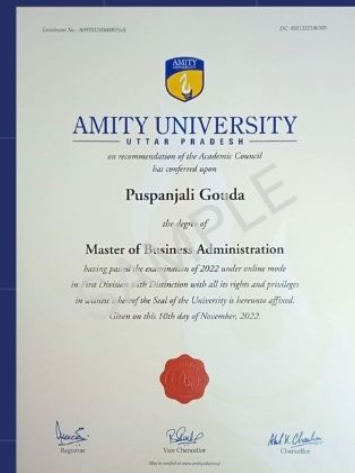 AMITY
UNIVERSITY
AMITY UNIVERSITY
UTTAR PRADESH
on recommendation of the Academic Council
has conferred upon
Puspanjali Gouda
the degree of
Master of Business Administration
having passed the examination of 2022 under online mode
in First Division with Distinction with all its rights and privileges
in witness whereof the Seal of the University is hereunto affixed.
Given on this 10th day of November, 2022.
SAMPLE
Registrar
Vice Chancellor
Chancellor